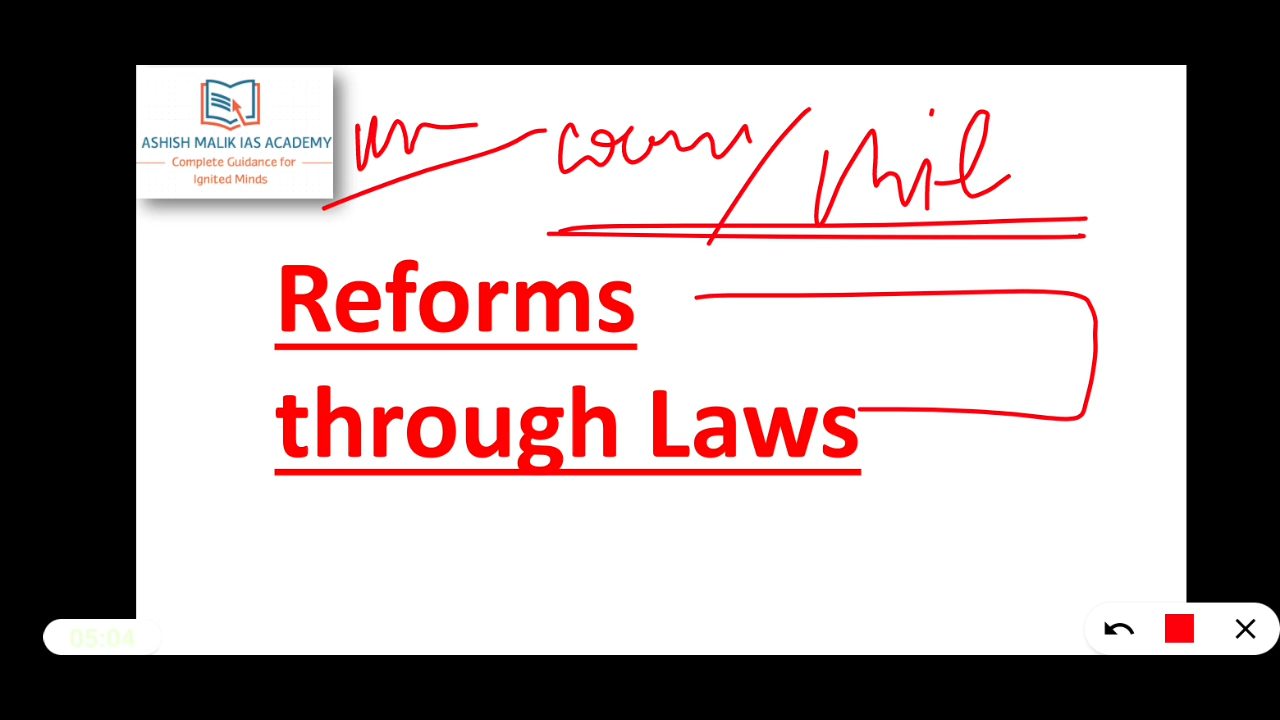 ASHISH MALIK IAS ACADEMY
Complete Guidance for
Ignited Minds
Reforms
through Laws
05:04